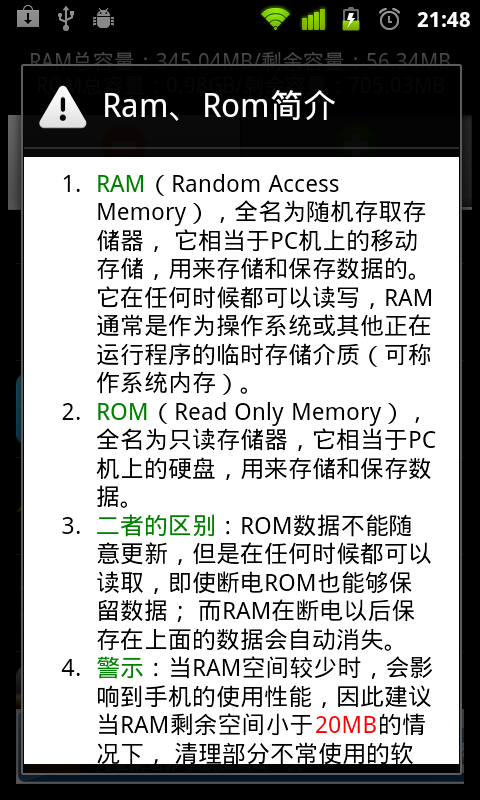 21:48
RAM总容量：345.04MB/剩余容量：56.34MB
ROM总容量：0.98GB/剩余容量：705.03MB
Ram、Rom简介
1. RAM（Random Access
Memory），全名为随机存取存
储器， 它相当于PC机上的移动
存储，用来存储和保存数据的。
它在任何时候都可以读写，RAM
通常是作为操作系统或其他正在
运行程序的临时存储介质（可称
作系统内存）。
2. ROM（Read Only Memory），
全名为只读存储器，它相当于PC
机上的硬盘，用来存储和保存数
据。
3. 二者的区别：ROM数据不能随
意更新，但是在任何时候都可以
读取，即使断电ROM也能够保
留数据； 而RAM在断电以后保
存在上面的数据会自动消失。
4. 警示：当RAM空间较少时，会影
响到手机的使用性能，因此建议
当RAM剩余空间小于20MB的情
况下， 清理部分不常使用的软